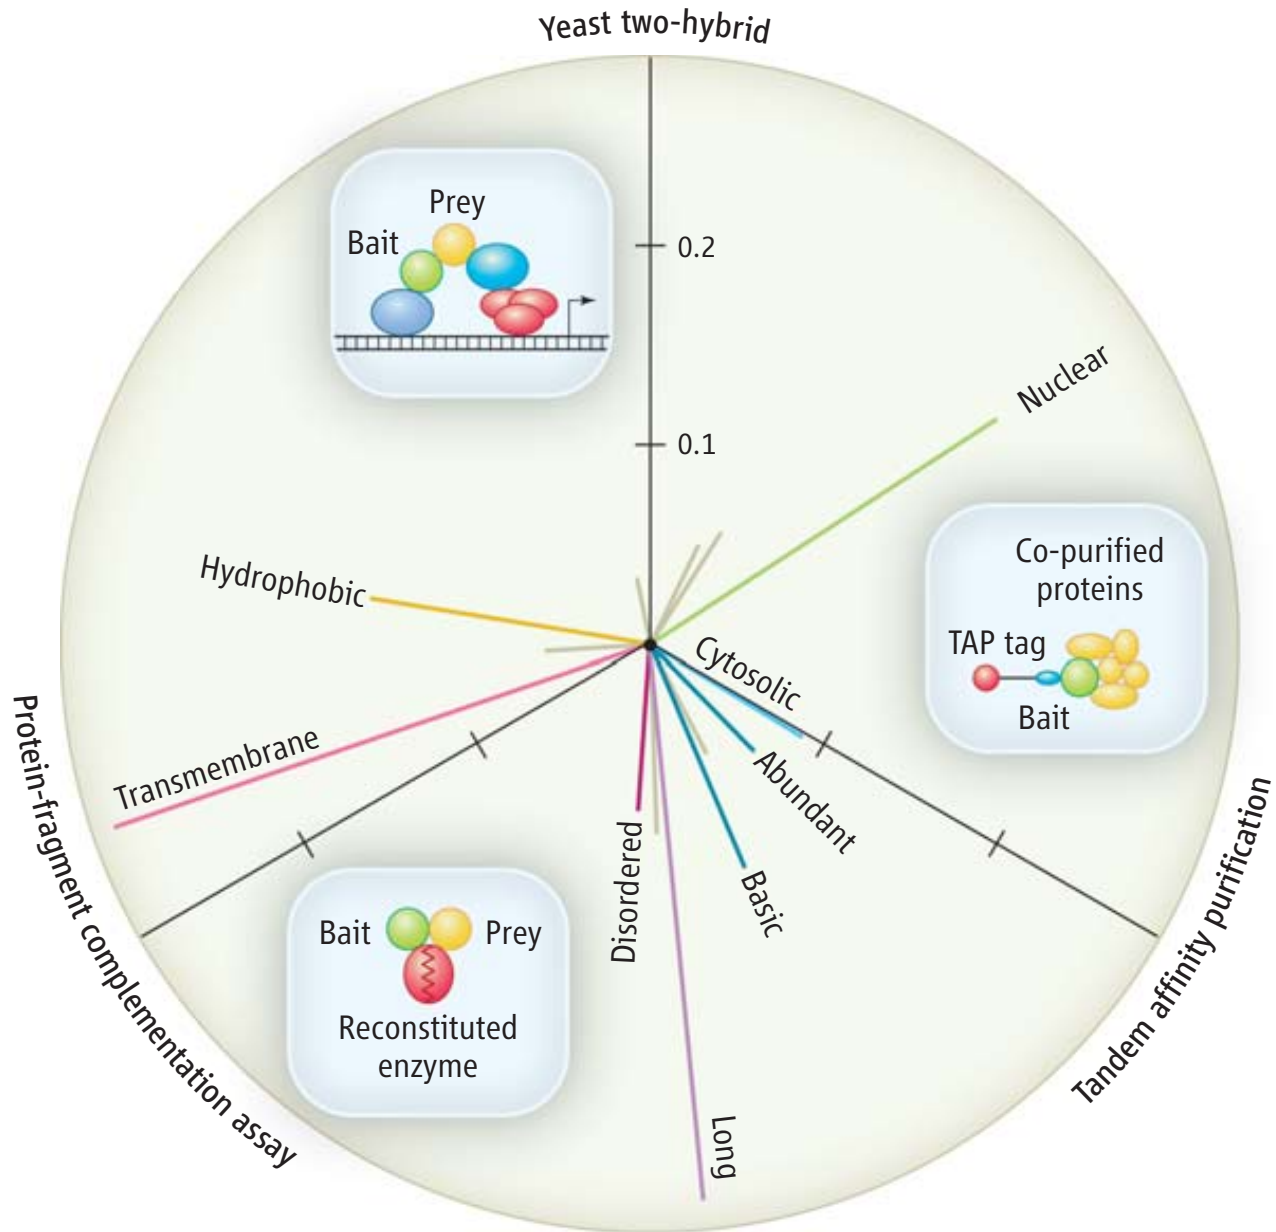 Yeast two-hybrid
Prey
Bait
0.2
Nuclear
0.1
Co-purified
proteins
Hydrophobic
TAP tag
Cytosolic
Bait
Transmembrane
Abundant
Protein-fragment complementation assay
Tandem affinity purification
Disordered
Basic
Bait
Prey
Reconstituted
enzyme
Long